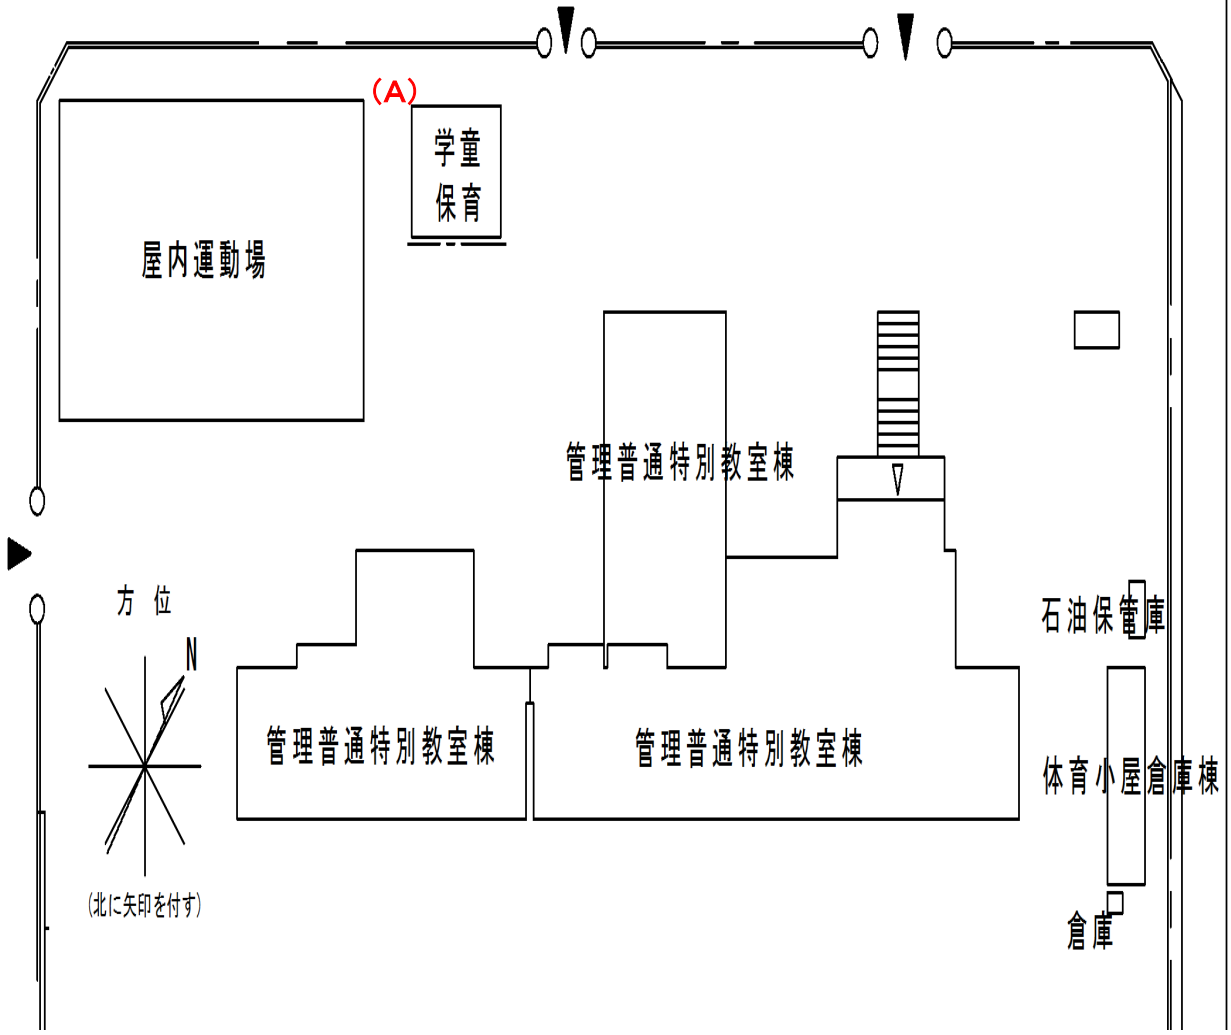 (A)
学童
保育
屋内運動場
管理普通特別教室棟
方 位
N
石油保管庫
管理普通特別教室棟
管理普通特別教室棟
体育小屋倉庫棟
(北に矢印を付す)
倉庫